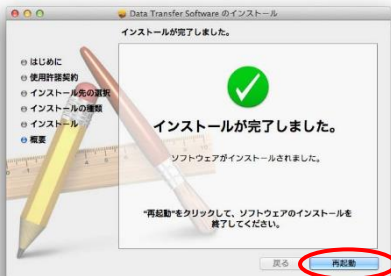 Data Transfer Software のインストール
インストールが完了しました。
はじめに
使用許諾契約
インストール先の選択
インストールの種類
インストール
概要
インストールが完了しました。
ソフトウェアがインストールされました。
"再起動"をクリックして、ソフトウェアのインストールを
終了してください。
戻る
再起動